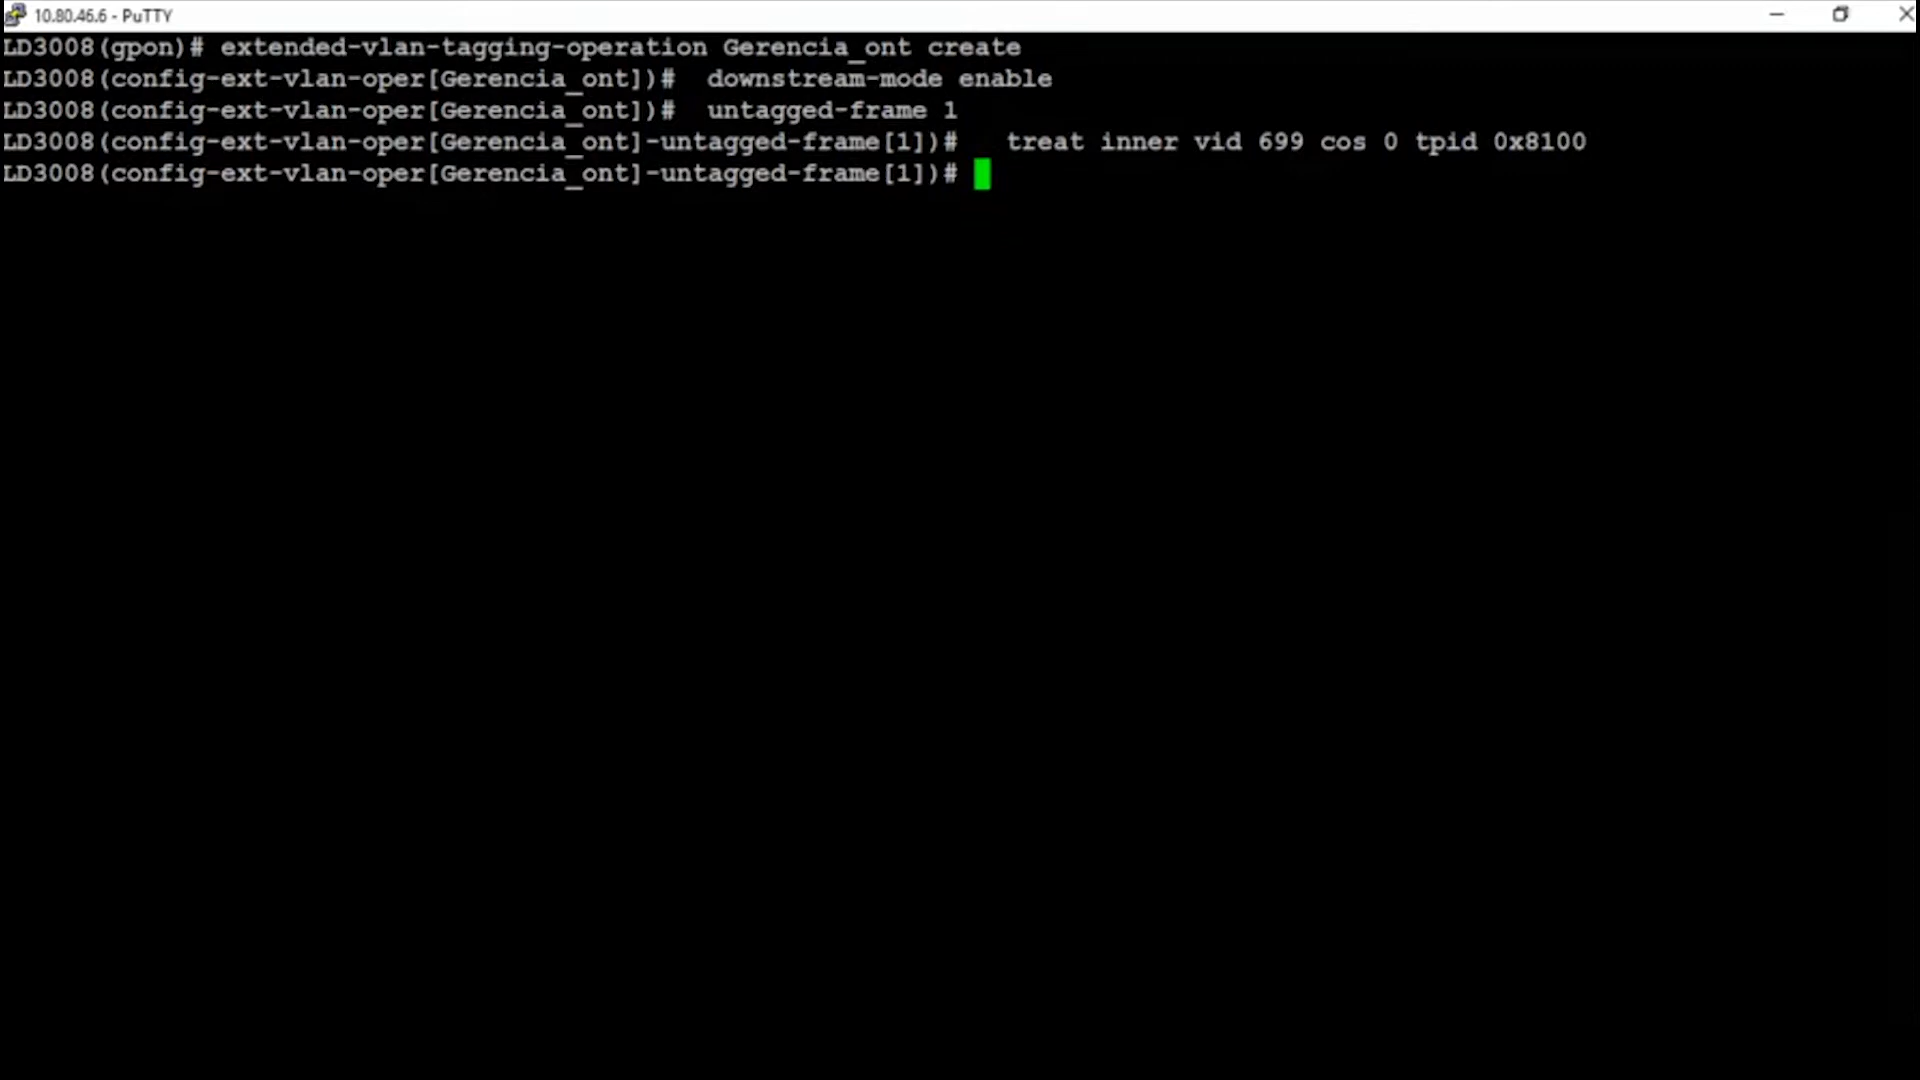 10.80.46.6 - PuTTY
LD3008(gpon)# extended-vlan-tagging-operation Gerencia_ont create
LD3008(config-ext-vlan-oper[Gerencia_ont])#  downstream-mode enable
LD3008(config-ext-vlan-oper[Gerencia_ont])#  untagged-frame 1
LD3008(config-ext-vlan-oper[Gerencia_ont]-untagged-frame[1])#   treat inner vid 699 cos 0 tpid 0x8100
LD3008(config-ext-vlan-oper[Gerencia_ont]-untagged-frame[1])#